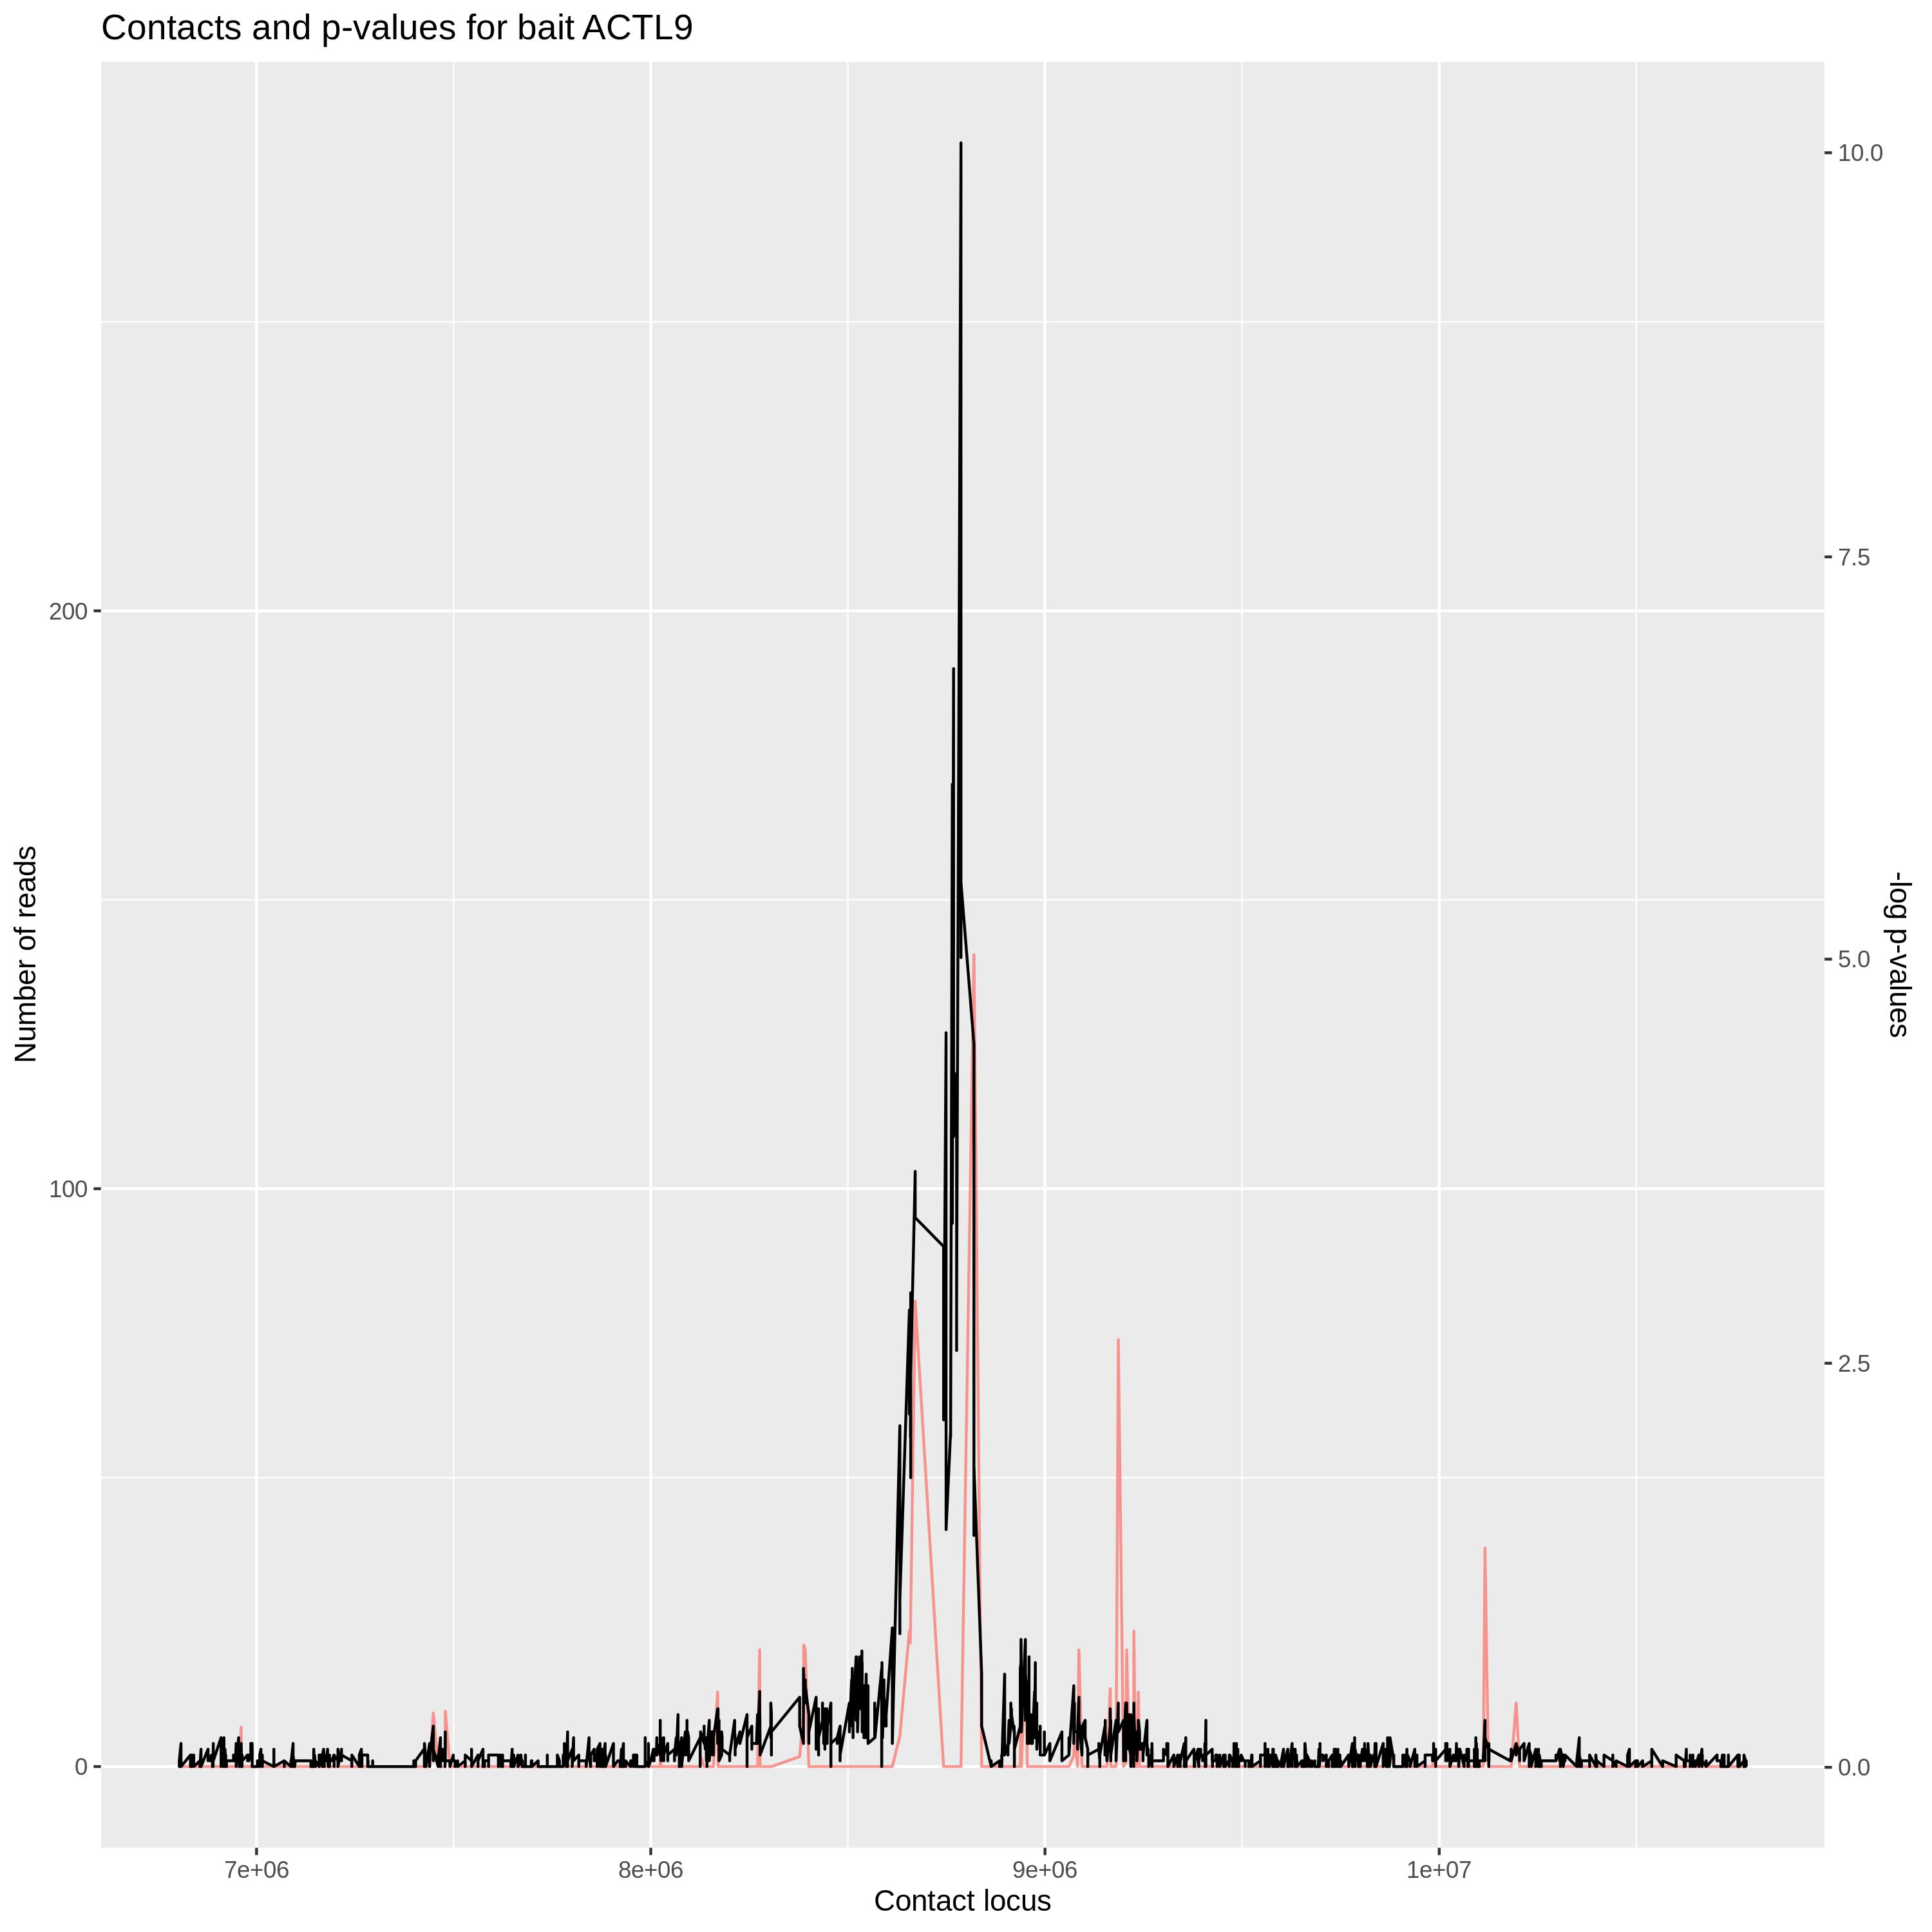 Contacts and p-values for bait ACTL9
10.0
7.5
200
5.0
Number of reads
-log p-values
100
2.5
0
0.0
7e+06
8e+06
9e+06
1e+07
Contact locus